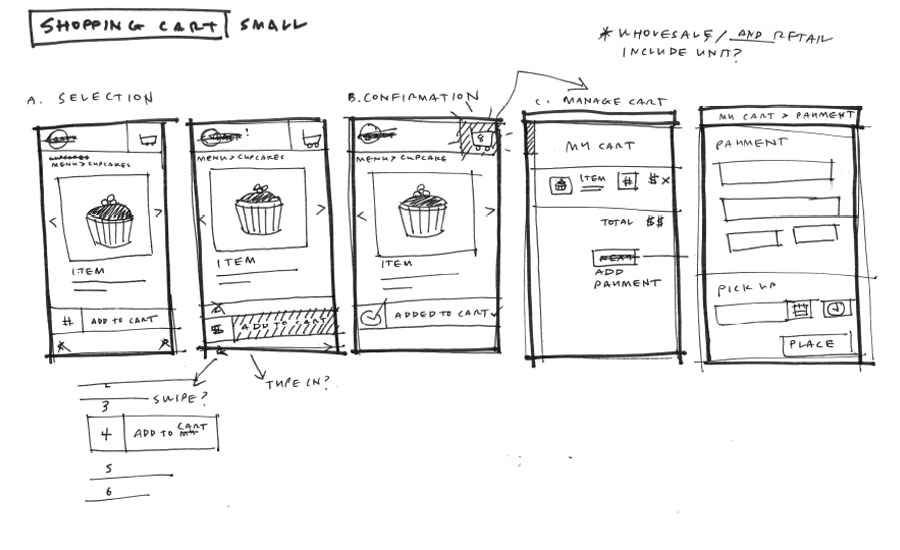 SHOPPING CART SMALL
* WHOLESALE/ AND RETAIL
INCLUDE UNIT?
A. SELECTION
B. CONFIRMATION
C. MANAGE CART
MENU > CUPCAKES
ITEM
# ADD TO CART
MENU > CUPCAKES
ITEM
ADD TO CART
SWIPE?
TYPE IN?
3
4 ADD TO CART
5
6
8
MENU > CUPCAKE
ITEM
ADDED TO CART
MY CART
ITEM # $ X
TOTAL $$
NEXT
ADD
PAYMENT
MY CART > PAYMENT
PAYMENT
PICK UP
PLACE